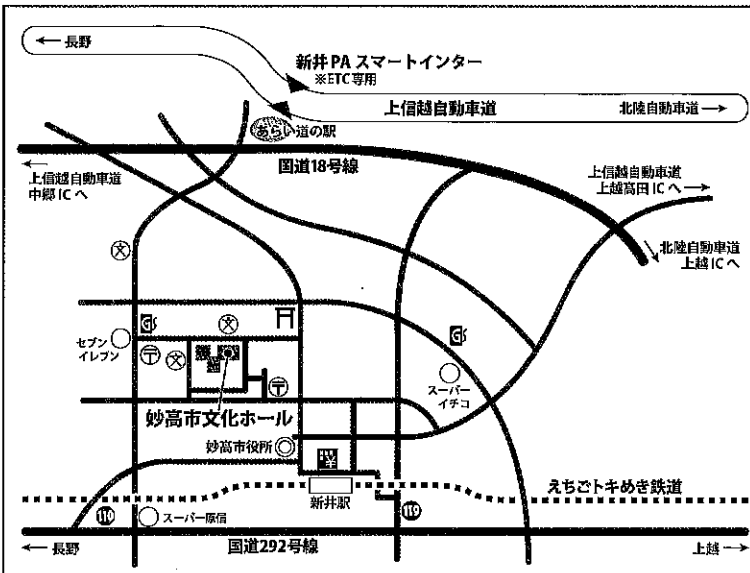 ← 長野
新井PAスマートインター
※ETC専用
上信越自動車道
北陸自動車道 →
あらい道の駅
国道18号線
上信越自動車道
中郷ICへ
上信越自動車道
上越高田ICへ
北陸自動車道
上越ICへ
文
GS
文
セブン
イレブン
〒
文
GS
スーパー
イチコ
〒
妙高市文化ホール
妙高市役所
¥
新井駅
えちごトキめき鉄道
119
スーパー原信
119
← 長野
国道292号線
上越 →